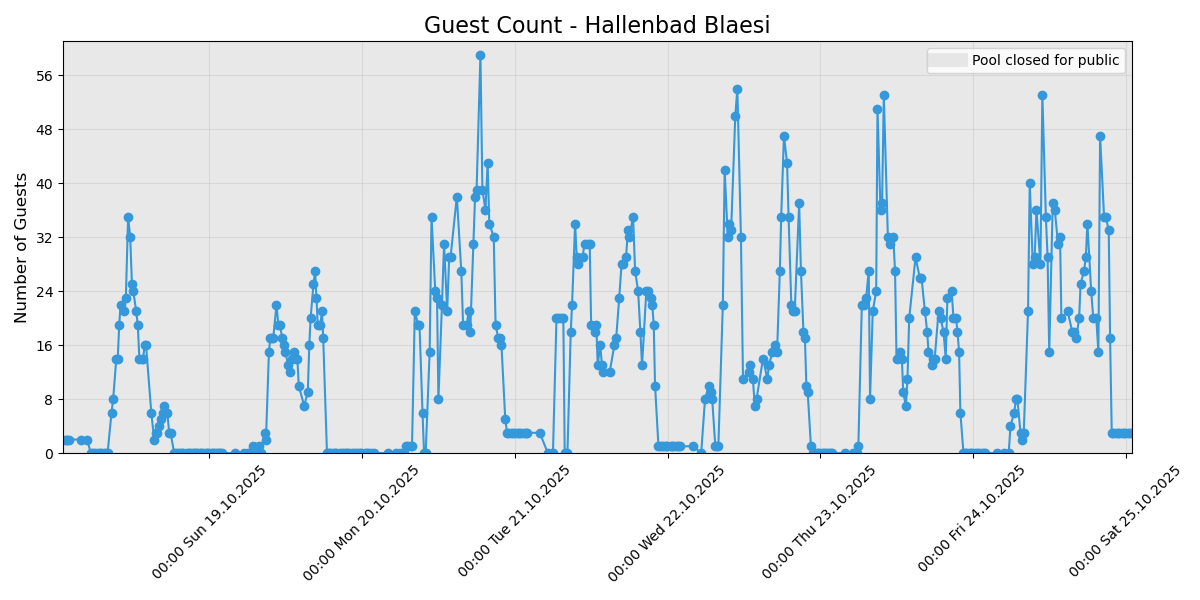 Guest Count - Hallenbad Blaesi
Pool closed for public
Number of Guests
56
48
40
32
24
16
8
0
00:00 Sun 19.10.2025
00:00 Mon 20.10.2025
00:00 Tue 21.10.2025
00:00 Wed 22.10.2025
00:00 Thu 23.10.2025
00:00 Fri 24.10.2025
00:00 Sat 25.10.2025